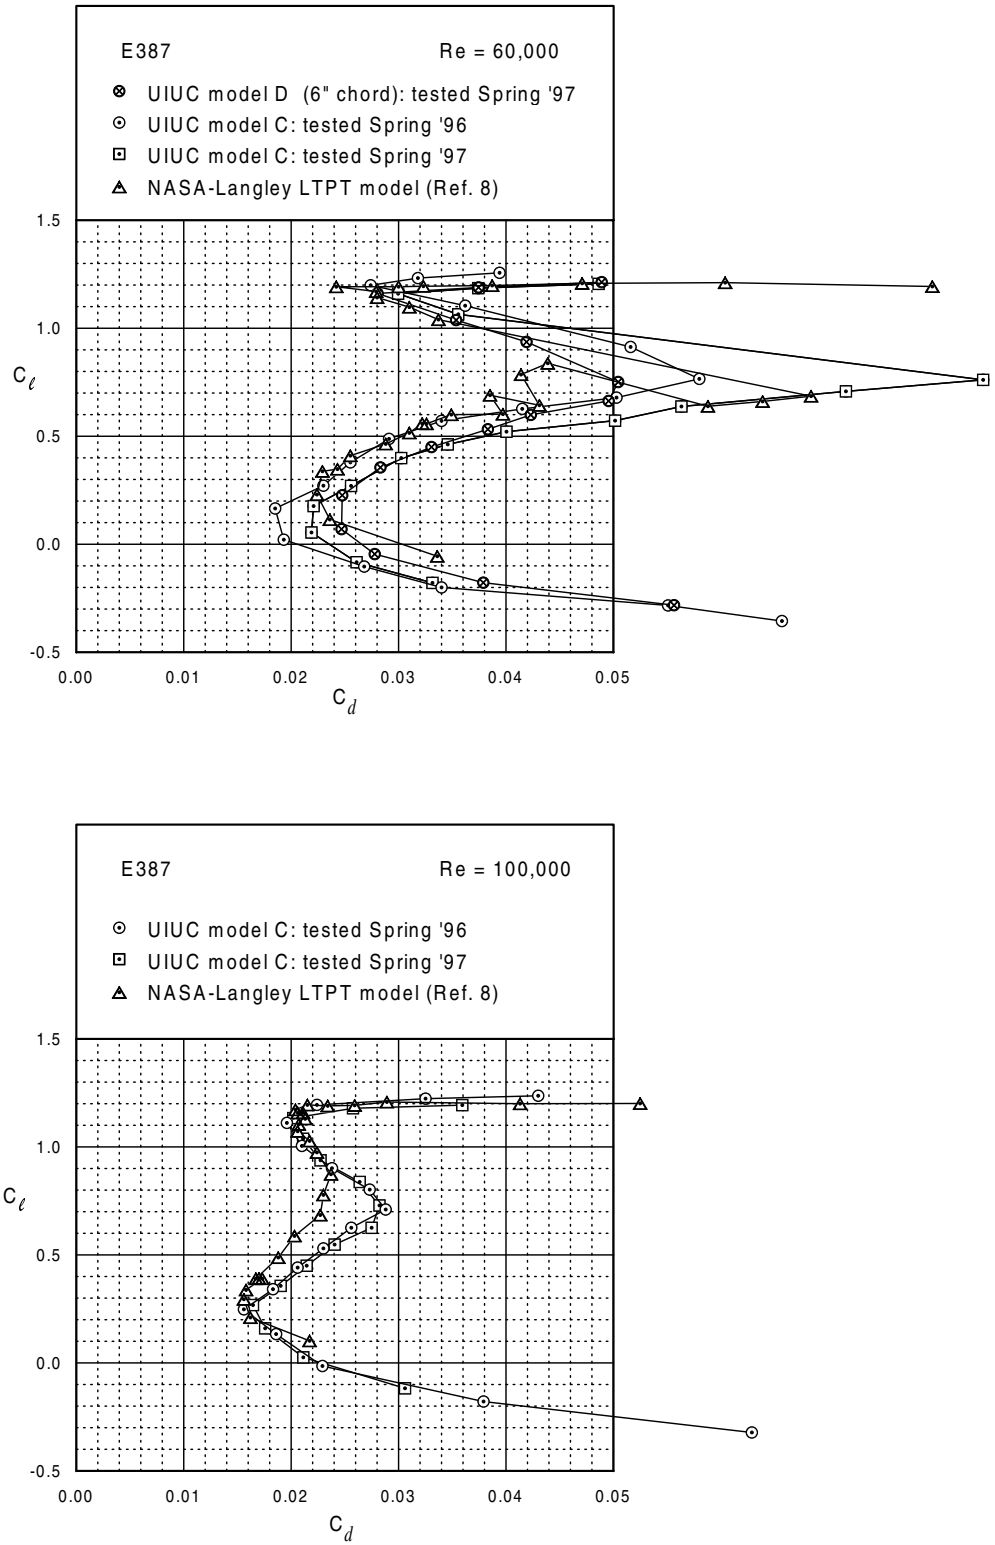 E387 Re = 60,000
UIUC model D (6" chord): tested Spring '97
UIUC model C: tested Spring '96
UIUC model C: tested Spring '97
NASA-Langley LTPT model (Ref. 8)
1.5
1.0
Cℓ
0.5
0.0
-0.5
0.00 0.01 0.02 0.03 0.04 0.05
Cd
E387 Re = 100,000
UIUC model C: tested Spring '96
UIUC model C: tested Spring '97
NASA-Langley LTPT model (Ref. 8)
1.5
1.0
Cℓ
0.5
0.0
-0.5
0.00 0.01 0.02 0.03 0.04 0.05
Cd